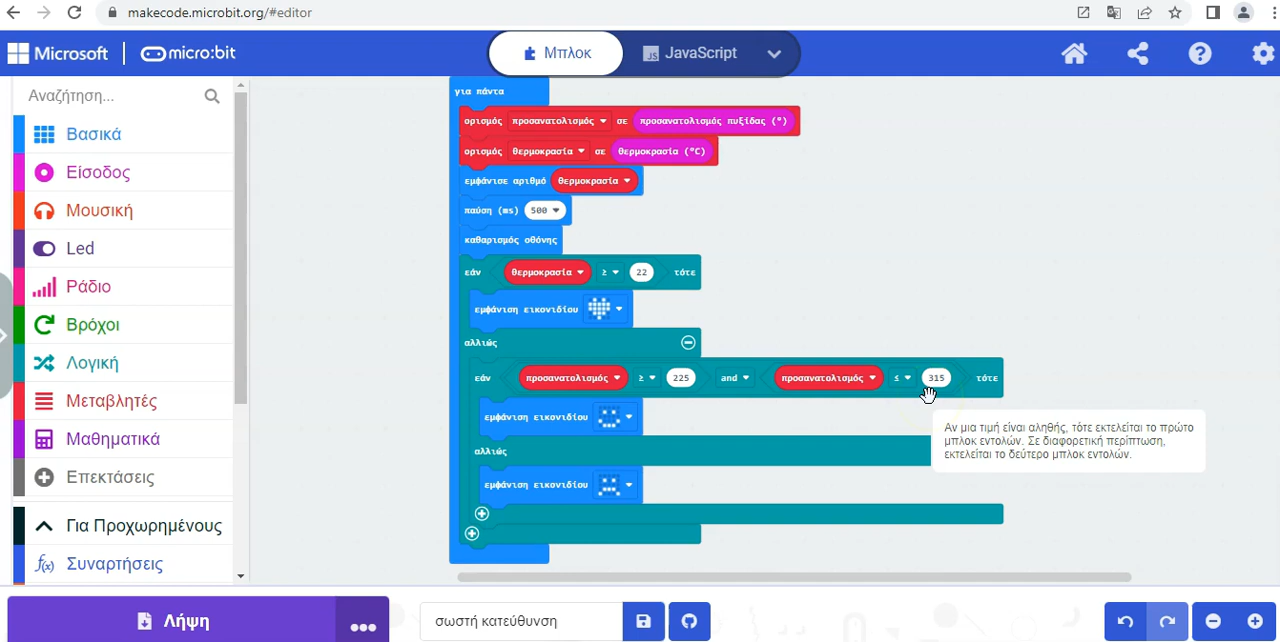 makecode.microbit.org/#editor
Microsoft micro:bit Μπλοκ JS JavaScript
Αναζήτηση...
Βασικά
Είσοδος
Μουσική
Led
Ράδιο
Βρόχοι
Λογική
Μεταβλητές
Μαθηματικά
Επεκτάσεις
Για Προχωρημένους
f(x) Συναρτήσεις
για πάντα
ορισμός προσανατολισμός σε προσανατολισμός πυξίδας (°)
ορισμός θερμοκρασία σε θερμοκρασία (°C)
εμφάνισε αριθμό θερμοκρασία
παύση (ms) 500
καθαρισμός οθόνης
εάν θερμοκρασία ≥ 22 τότε
εμφάνιση εικονιδίου
αλλιώς
εάν προσανατολισμός ≥ 225 and προσανατολισμός ≤ 315 τότε
εμφάνιση εικονιδίου
αλλιώς
εμφάνιση εικονιδίου
Αν μια τιμή είναι αληθής, τότε εκτελείται το πρώτο
μπλοκ εντολών. Σε διαφορετική περίπτωση,
εκτελείται το δεύτερο μπλοκ εντολών.
Λήψη ••• σωστή κατεύθυνση